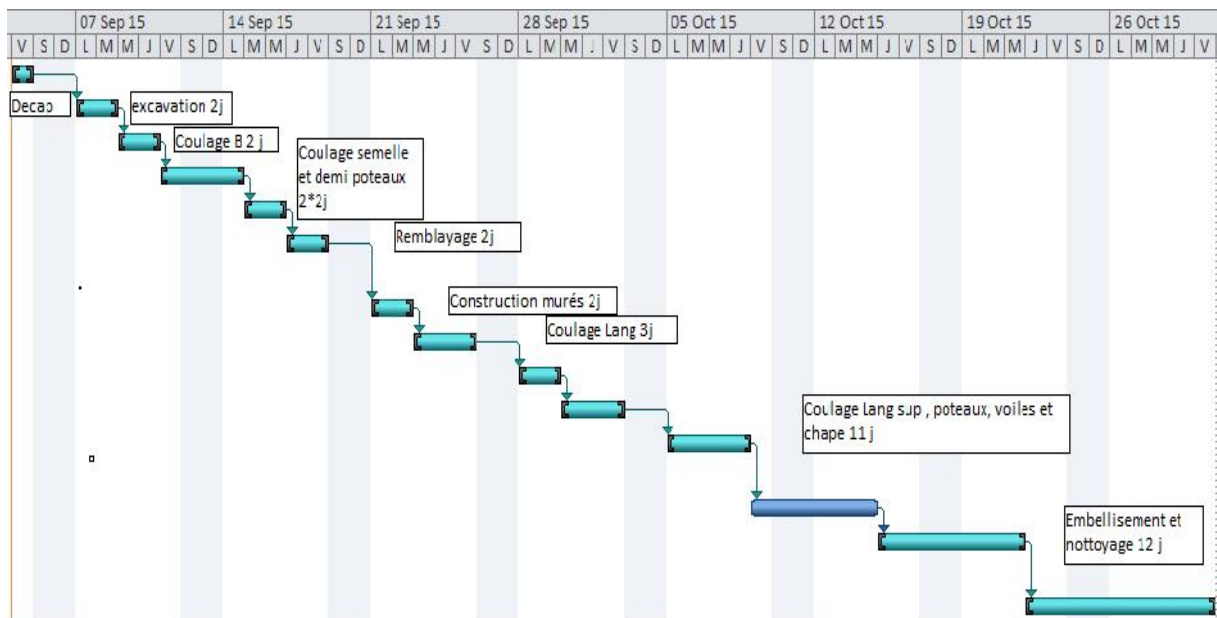 07 Sep 15 14 Sep 15 21 Sep 15 28 Sep 15 05 Oct 15 12 Oct 15 19 Oct 15 26 Oct 15
V S D L M M J V S D L M M J V S D L M M J V S D L M M J V S D L M M J V S D L M M J V S D L M M J V S D L M M J V
Decap
excavation 2j
Coulage B 2 j
Coulage semelle
et demi poteaux
2*2j
Remblayage 2j
Construction murés 2j
Coulage Lang 3j
Coulage Lang sup , poteaux, voiles et
chape 11 j
Embellisement et
nottoyage 12 j